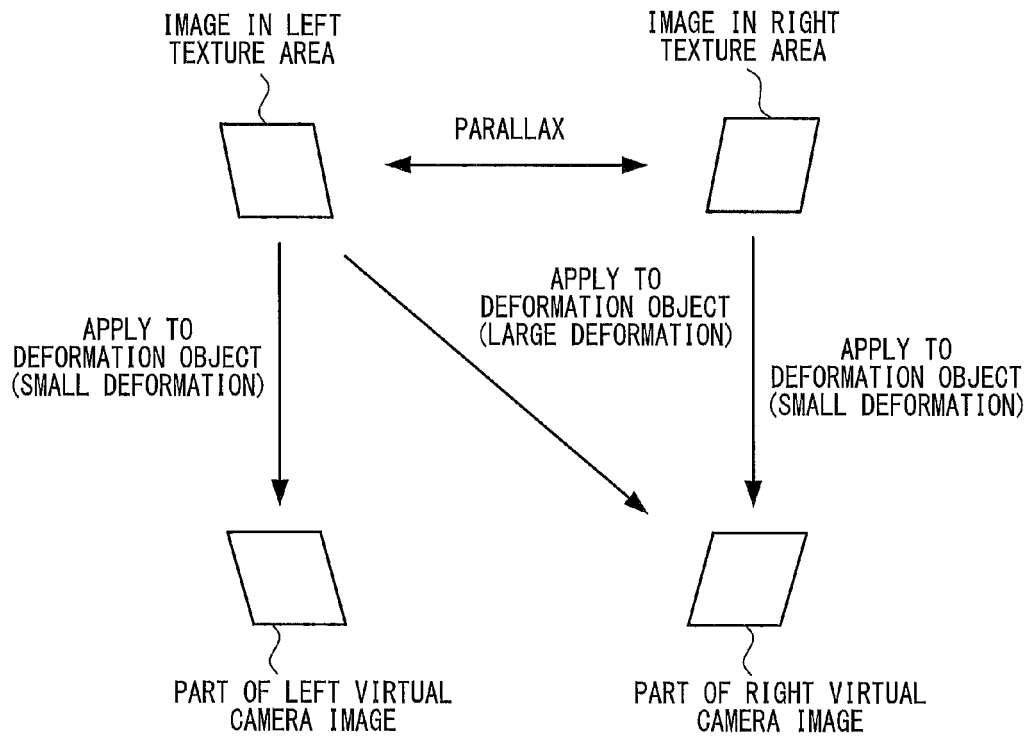 IMAGE IN LEFT
TEXTURE AREA
IMAGE IN RIGHT
TEXTURE AREA
PARALLAX
APPLY TO
DEFORMATION OBJECT
(SMALL DEFORMATION)
APPLY TO
DEFORMATION OBJECT
(LARGE DEFORMATION)
APPLY TO
DEFORMATION OBJECT
(SMALL DEFORMATION)
PART OF LEFT VIRTUAL
CAMERA IMAGE
PART OF RIGHT VIRTUAL
CAMERA IMAGE